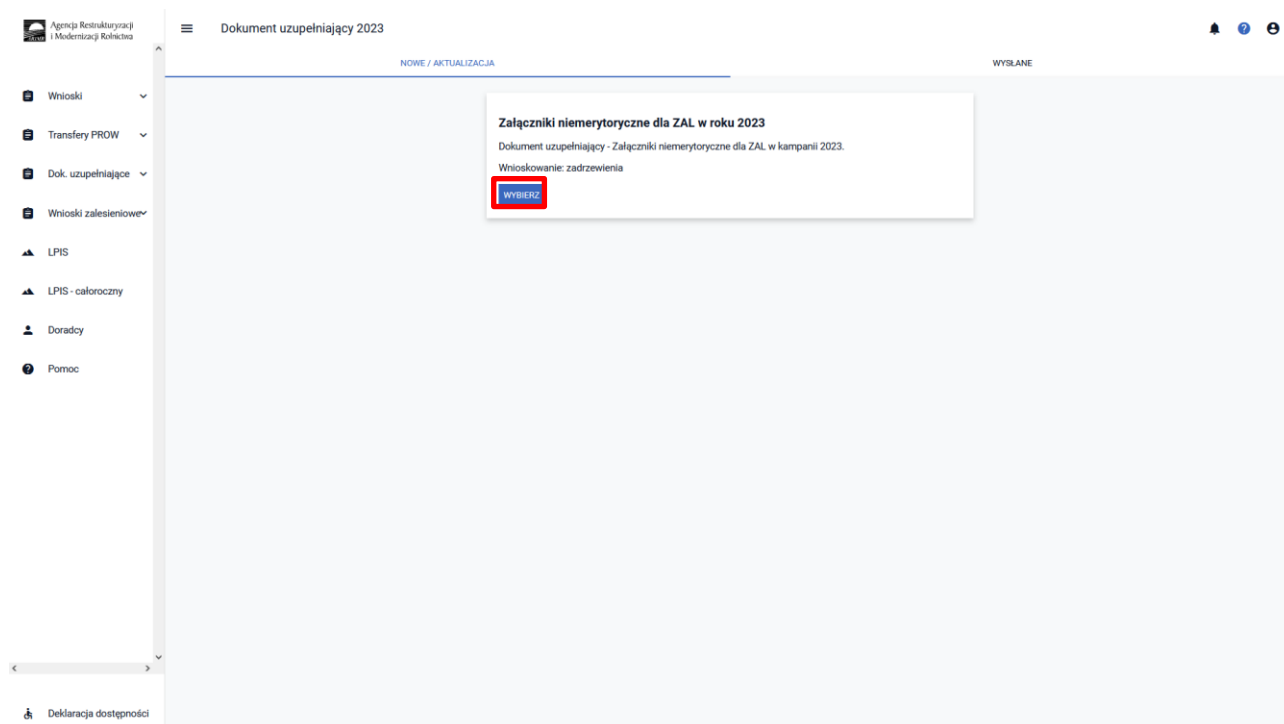 Agencja Restrukturyzacji
i Modernizacji Rolnictwa
Dokument uzupełniający 2023
NOWE / AKTUALIZACJA
WYSŁANE
Wnioski
Transfery PROW
Dok. uzupełniające
Wnioski zalesieniowe
LPIS
LPIS - całoroczny
Doradcy
Pomoc
Załączniki niemerytoryczne dla ZAL w roku 2023
Dokument uzupełniający - Załączniki niemerytoryczne dla ZAL w kampanii 2023.
Wnioskowanie: zadrzewienia
WYBIERZ
Deklaracja dostępności